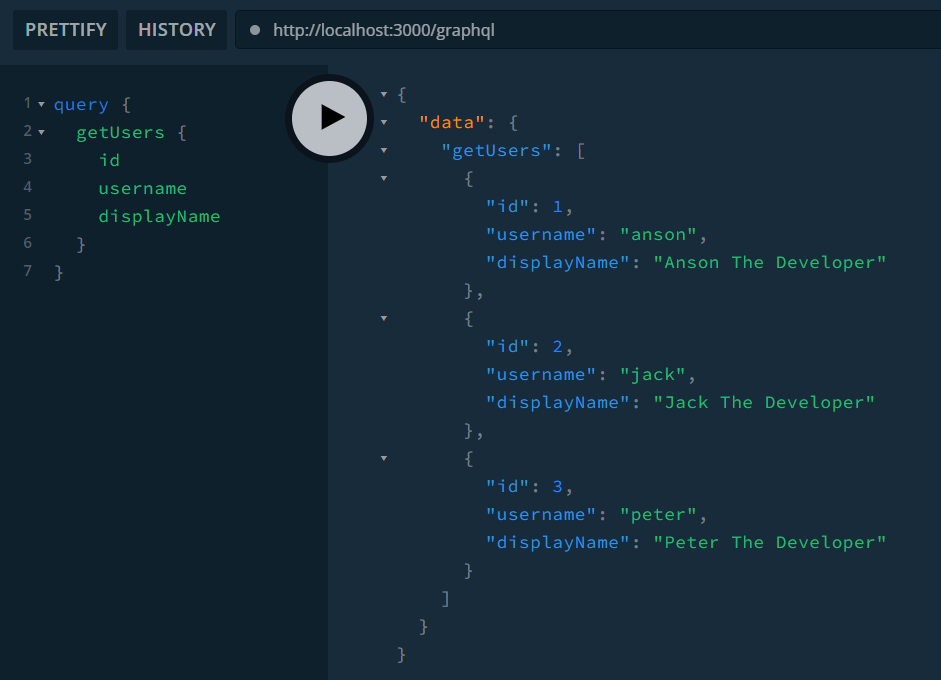 PRETTIFY HISTORY http://localhost:3000/graphql
1 query {
2 getUsers {
3 id
4 username
5 displayName
6 }
7 }
{
"data": {
"getUsers": [
{
"id": 1,
"username": "anson",
"displayName": "Anson The Developer"
},
{
"id": 2,
"username": "jack",
"displayName": "Jack The Developer"
},
{
"id": 3,
"username": "peter",
"displayName": "Peter The Developer"
}
]
}
}